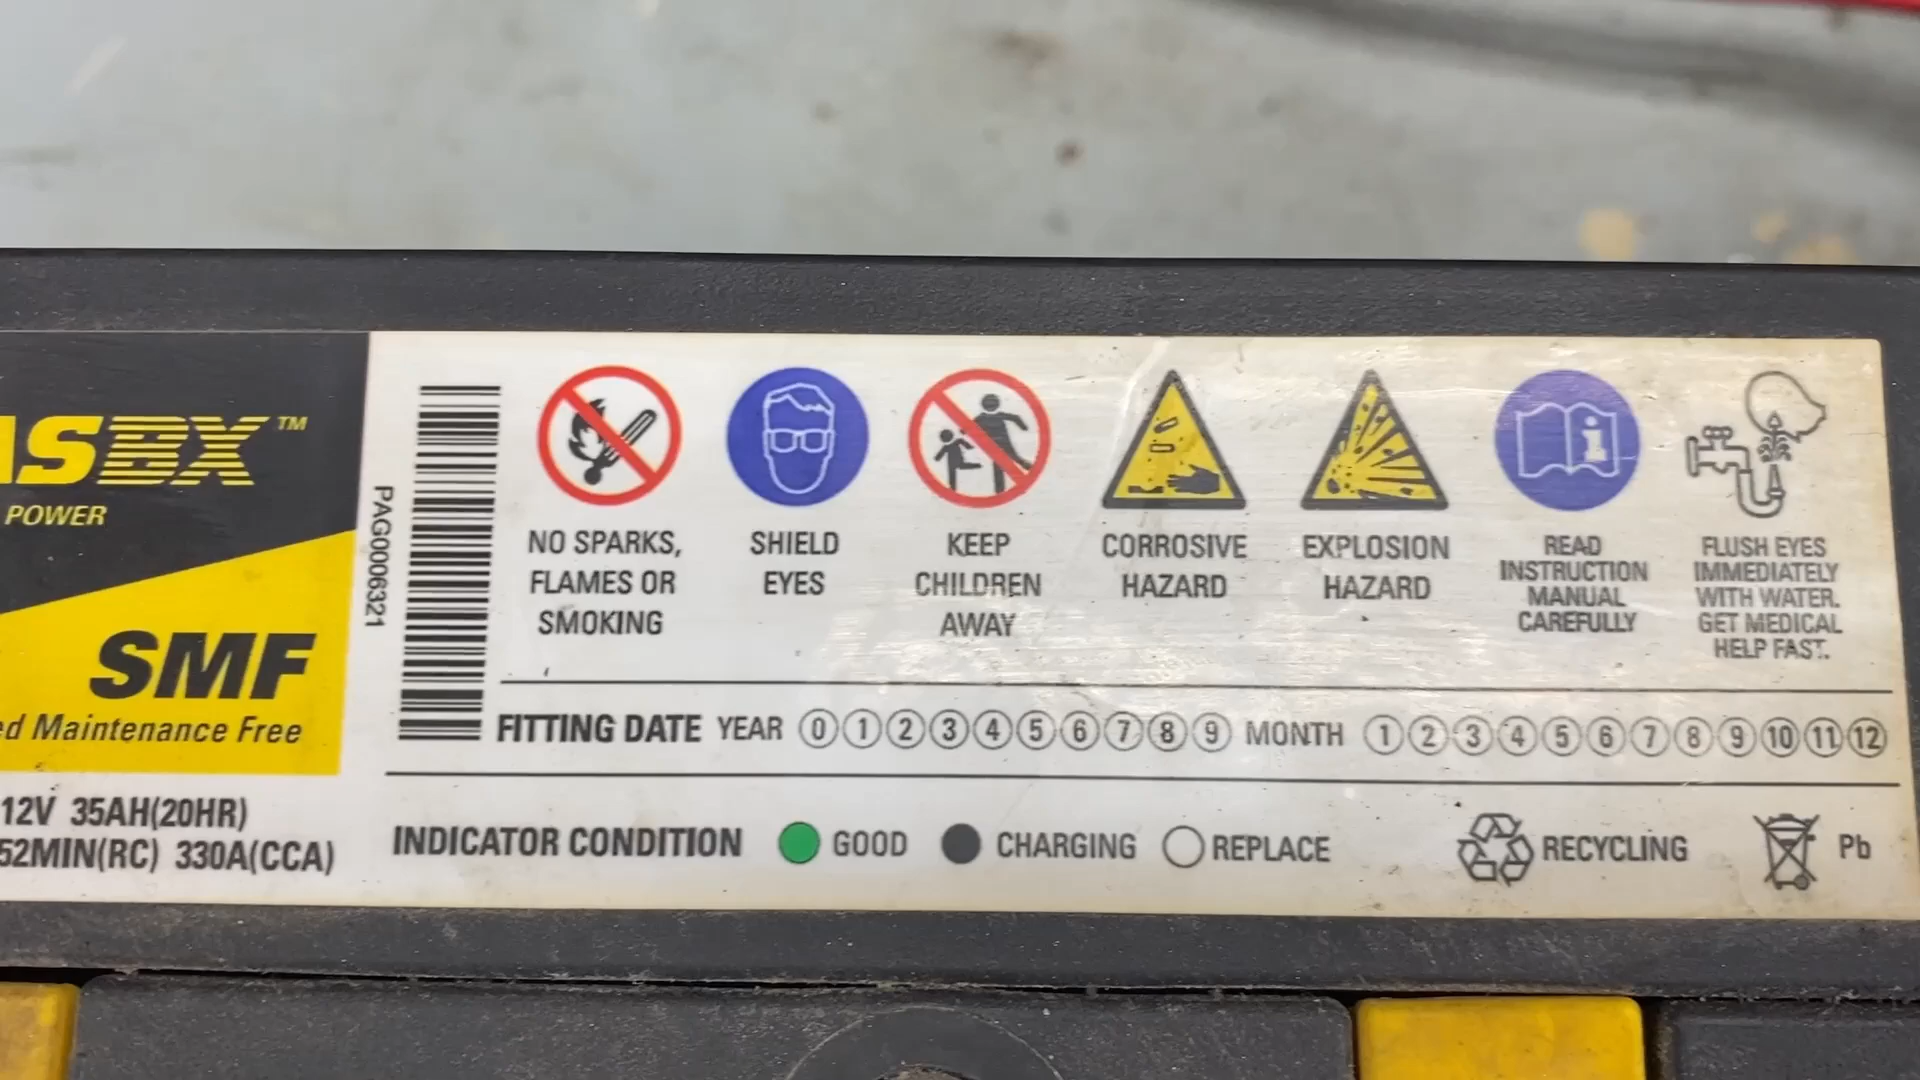 ASBX™
POWER
SMF
ed Maintenance Free
12V 35AH(20HR)
52MIN(RC) 330A(CCA)
PAG0006321
NO SPARKS,
FLAMES OR
SMOKING
SHIELD
EYES
KEEP
CHILDREN
AWAY
CORROSIVE
HAZARD
EXPLOSION
HAZARD
READ
INSTRUCTION
MANUAL
CAREFULLY
FLUSH EYES
IMMEDIATELY
WITH WATER.
GET MEDICAL
HELP FAST.
FITTING DATE YEAR 0 1 2 3 4 5 6 7 8 9 MONTH 1 2 3 4 5 6 7 8 9 10 11 12
INDICATOR CONDITION GOOD CHARGING REPLACE RECYCLING Pb